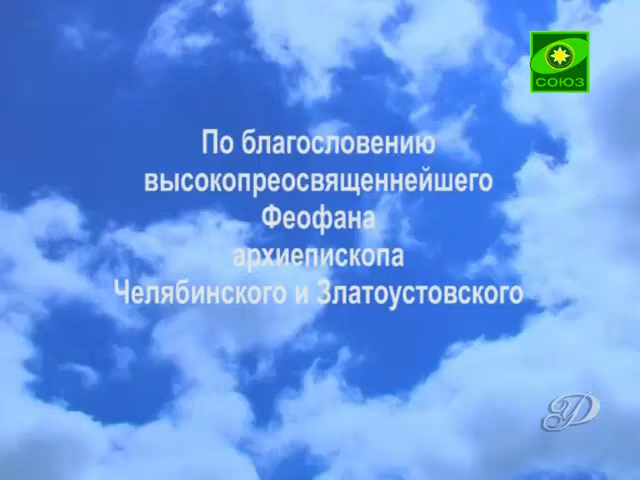 СОЮЗ
По благословению
высокопреосвященнейшего
Феофана
архиепископа
Челябинского и Златоустовского